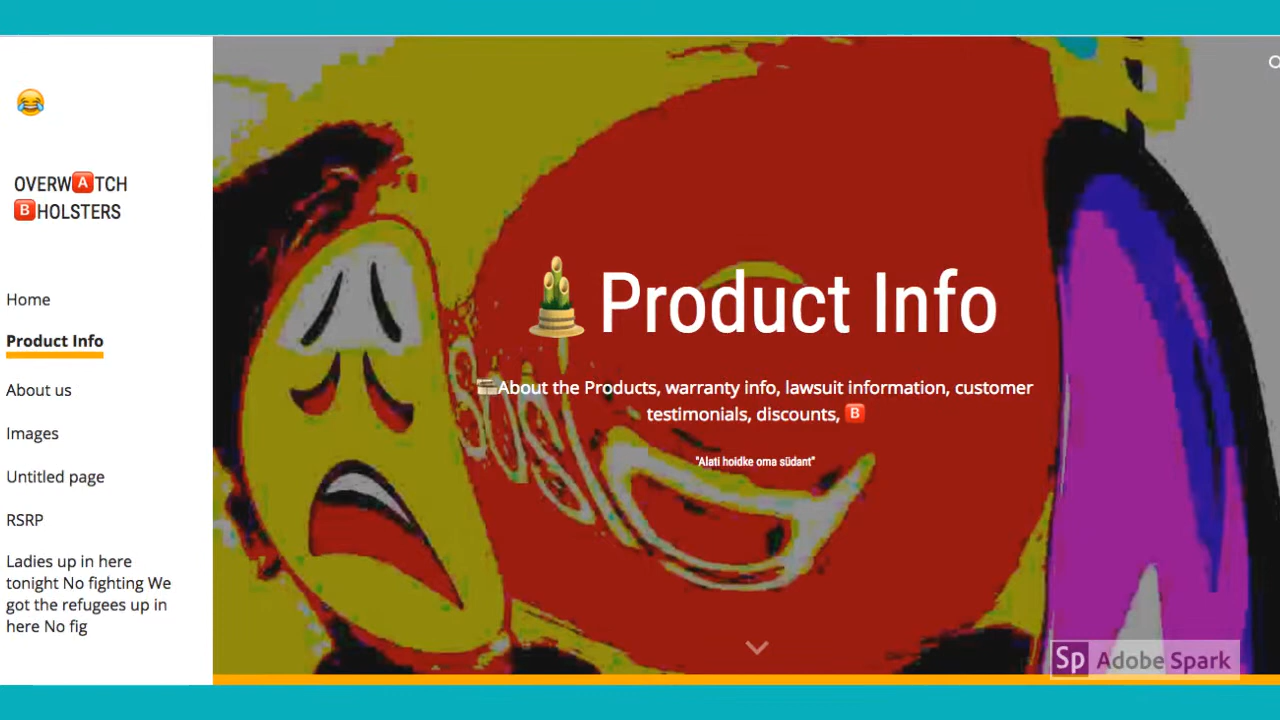 OVERW🅰TCH
🅱HOLSTERS
Home
Product Info
About us
Images
Untitled page
RSRP
Ladies up in here
tonight No fighting We
got the refugees up in
here No fig
🎍Product Info
About the Products, warranty info, lawsuit information, customer
testimonials, discounts, 🅱
"Alati hoidke oma südant"
Sp Adobe Spark